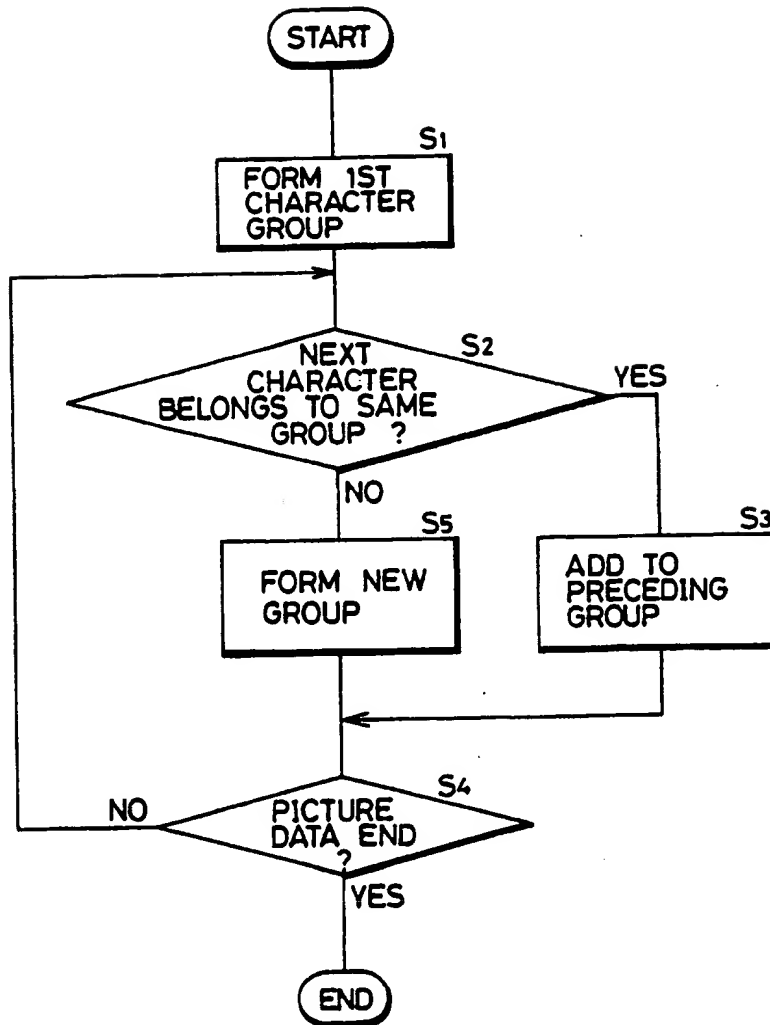 START
S1
FORM 1ST
CHARACTER
GROUP
S2
NEXT
CHARACTER
BELONGS TO SAME
GROUP ?
YES
NO
S5
FORM NEW
GROUP
S3
ADD TO
PRECEDING
GROUP
S4
PICTURE
DATA END
?
NO
YES
END